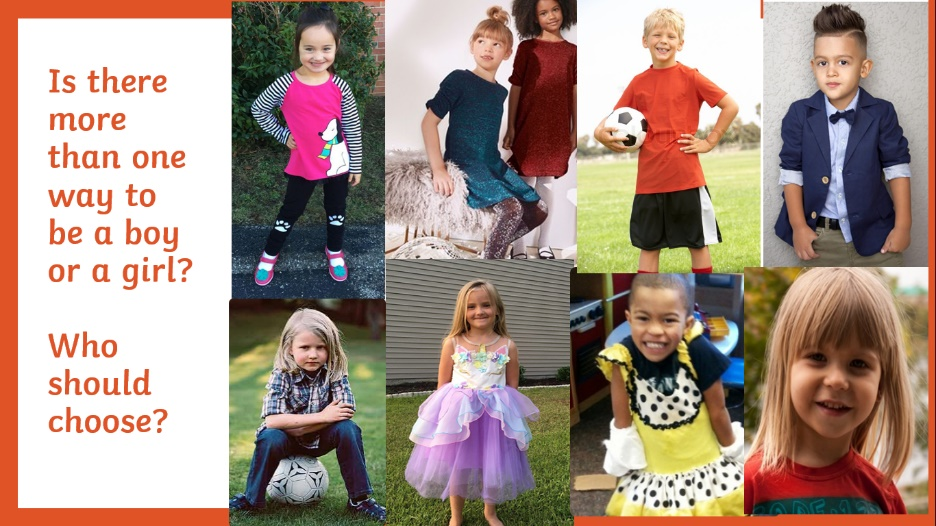 Is there
more
than one
way to
be a boy
or a girl?
Who
should
choose?